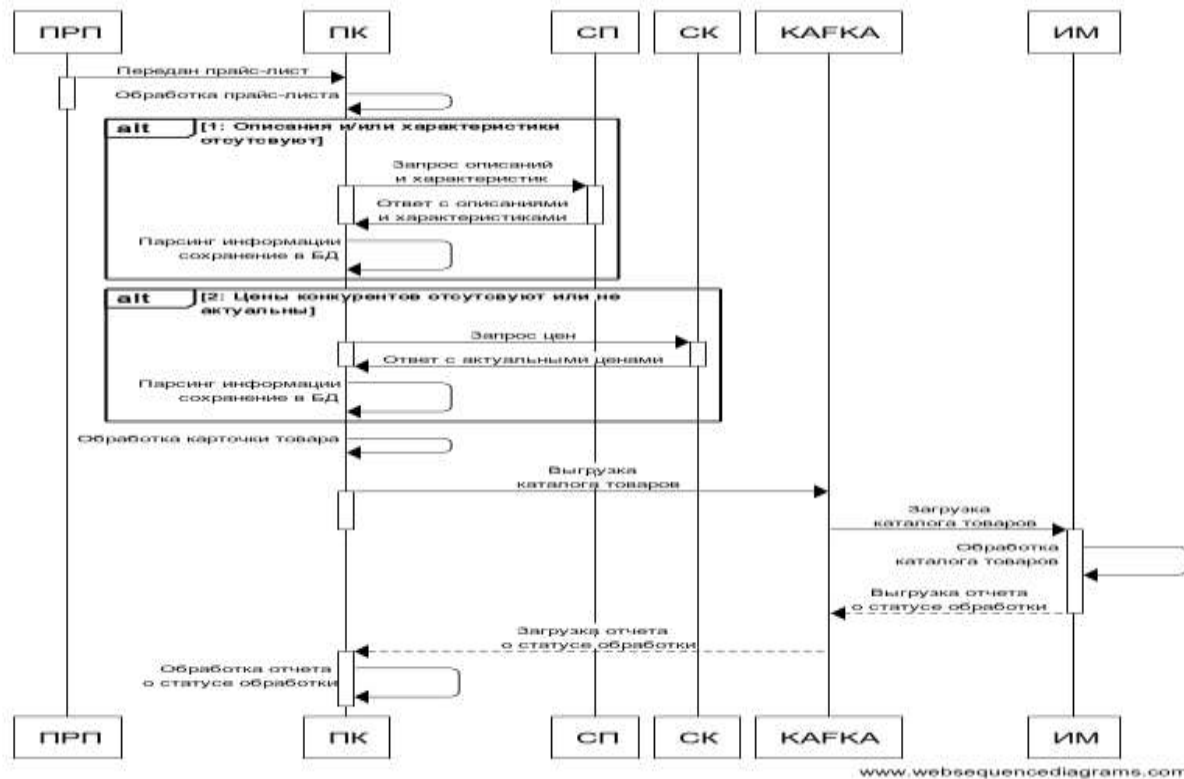 ПРП
ПК
СП
СК
KAFKA
ИМ
Передан прайс-лист
Обработка прайс-листа
alt
[1: Описания и/или характеристики
отсутсвуют]
Запрос описаний
и характеристик
Ответ с описаниями
и характеристиками
Парсинг информации
сохранение в БД
alt
[2: Цены конкурентов отсутсвуют или не
актуальны]
Запрос цен
Ответ с актуальными ценами
Парсинг информации
сохранение в БД
Обработка карточки товара
Выгрузка
каталога товаров
Загрузка
каталога товаров
Обработка
каталога товаров
Выгрузка отчета
о статусе обработки
Загрузка отчета
о статусе обработки
Обработка отчета
о статусе обработки
ПРП
ПК
СП
СК
KAFKA
ИМ
www.websequencediagrams.com